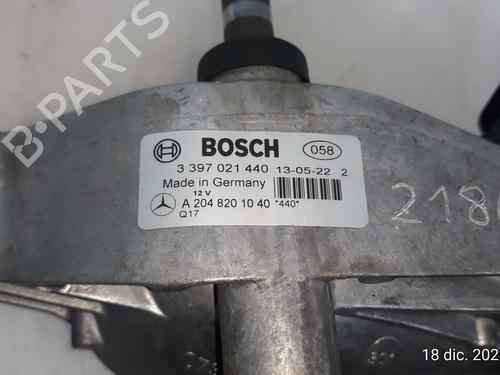 BOSCH 058
3 397 021 440 13-05-22 2
Made in Germany
12 V
A 204 820 10 40 *440*
Q17
218
18 dic. 202